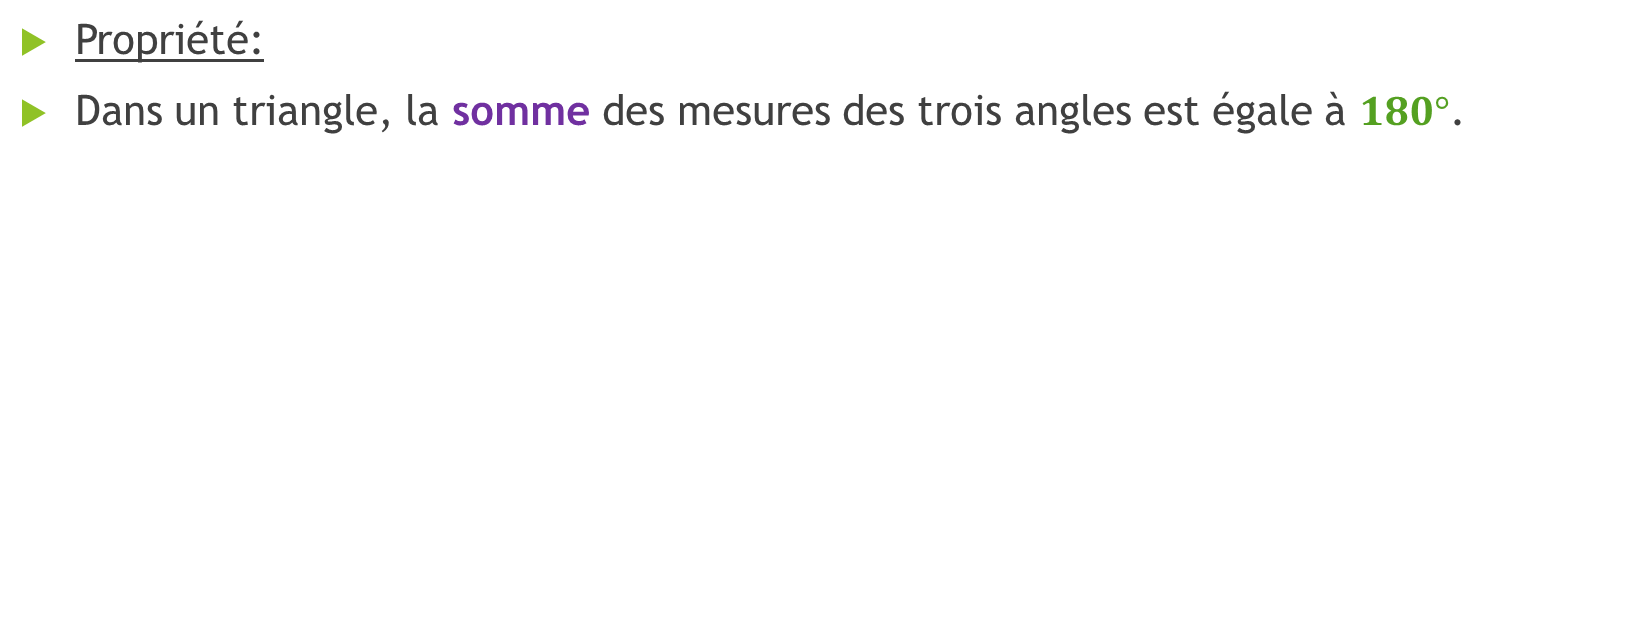 Propriété:
Dans un triangle, la somme des mesures des trois angles est égale à 180°.